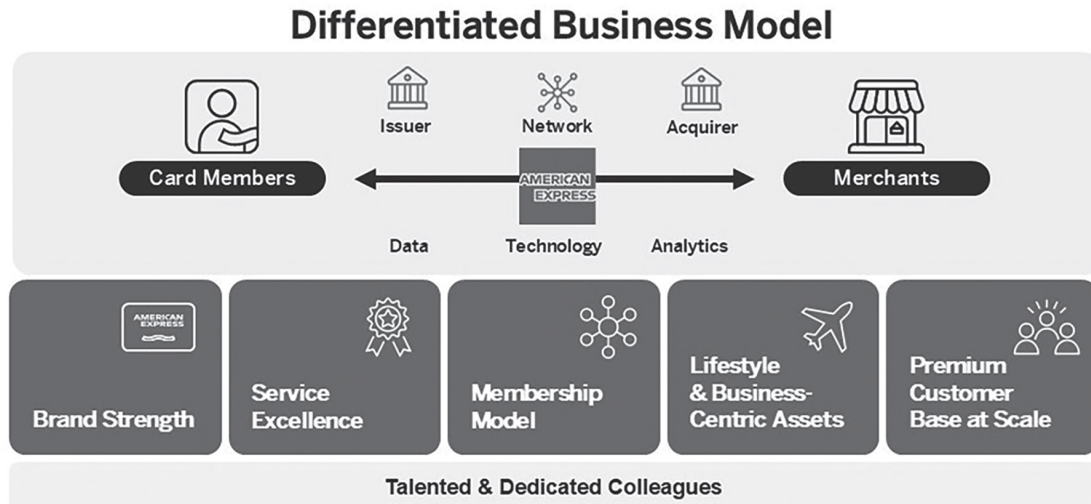 Differentiated Business Model
Issuer
Network
Acquirer
Card Members
AMERICAN
EXPRESS
Merchants
Data
Technology
Analytics
AMERICAN
EXPRESS
Brand Strength
Service
Excellence
Membership
Model
Lifestyle
& Business-
Centric Assets
Premium
Customer
Base at Scale
Talented & Dedicated Colleagues